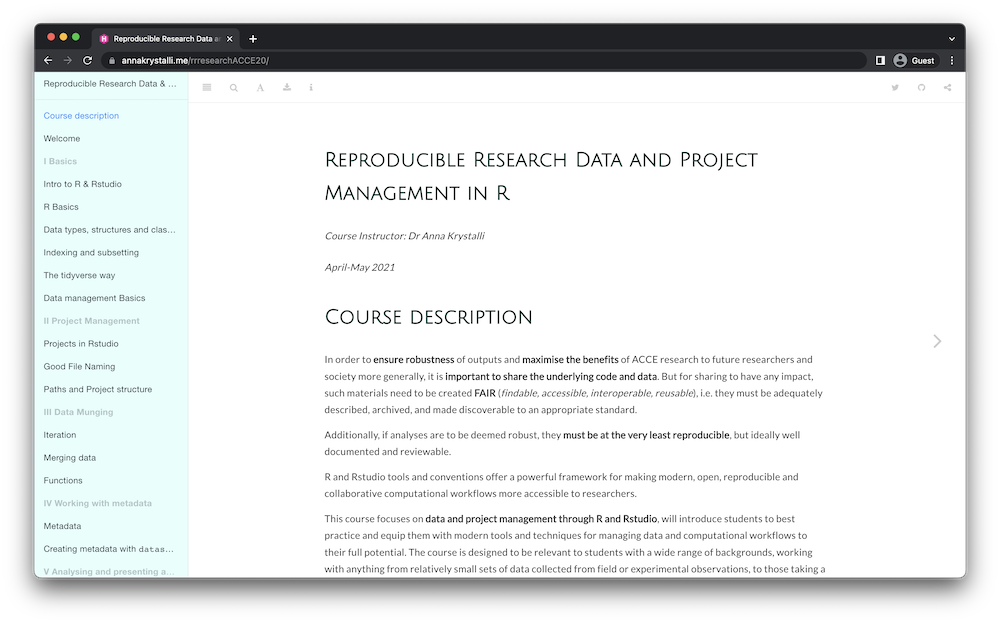 Reproducible Research Data a
Guest
annakrystalli.me/rrresearchACCE20/
Reproducible Research Data & ...
Course description
Welcome
I Basics
Intro to R & Rstudio
R Basics
Data types, structures and clas...
Indexing and subsetting
The tidyverse way
Data management Basics
II Project Management
Projects in Rstudio
Good File Naming
Paths and Project structure
III Data Munging
Iteration
Merging data
Functions
IV Working with metadata
Metadata
Creating metadata with datas...
V Analysing and presenting a...
Reproducible Research Data and Project
Management in R
Course Instructor: Dr Anna Krystalli
April-May 2021
Course description
In order to ensure robustness of outputs and maximise the benefits of ACCE research to future researchers and
society more generally, it is important to share the underlying code and data. But for sharing to have any impact,
such materials need to be created FAIR (findable, accessible, interoperable, reusable), i.e. they must be adequately
described, archived, and made discoverable to an appropriate standard.
Additionally, if analyses are to be deemed robust, they must be at the very least reproducible, but ideally well
documented and reviewable.
R and Rstudio tools and conventions offer a powerful framework for making modern, open, reproducible and
collaborative computational workflows more accessible to researchers.
This course focuses on data and project management through R and Rstudio, will introduce students to best
practice and equip them with modern tools and techniques for managing data and computational workflows to
their full potential. The course is designed to be relevant to students with a wide range of backgrounds, working
with anything from relatively small sets of data collected from field or experimental observations, to those taking a